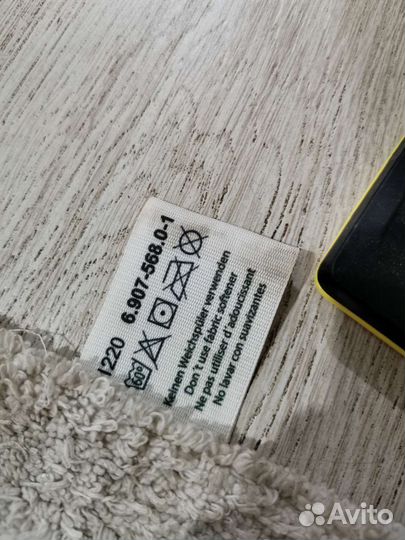 1220 6.907-568.0-1
60°
Keinen Weichspüler verwenden
Don´t use fabric softener
Ne pas utiliser d'adoucissant
No lavar con suavizantes
Avito